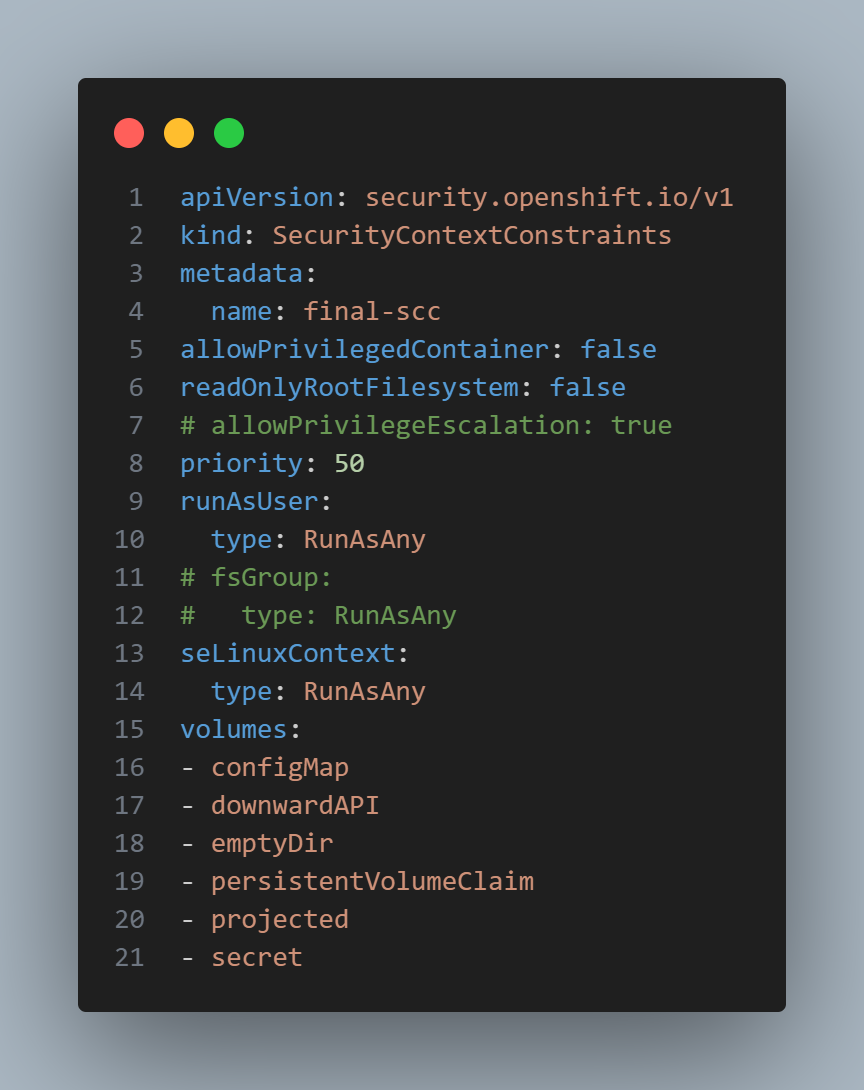 1 apiVersion: security.openshift.io/v1
2 kind: SecurityContextConstraints
3 metadata:
4   name: final-scc
5 allowPrivilegedContainer: false
6 readOnlyRootFilesystem: false
7 # allowPrivilegeEscalation: true
8 priority: 50
9 runAsUser:
10   type: RunAsAny
11 # fsGroup:
12 #   type: RunAsAny
13 seLinuxContext:
14   type: RunAsAny
15 volumes:
16 - configMap
17 - downwardAPI
18 - emptyDir
19 - persistentVolumeClaim
20 - projected
21 - secret